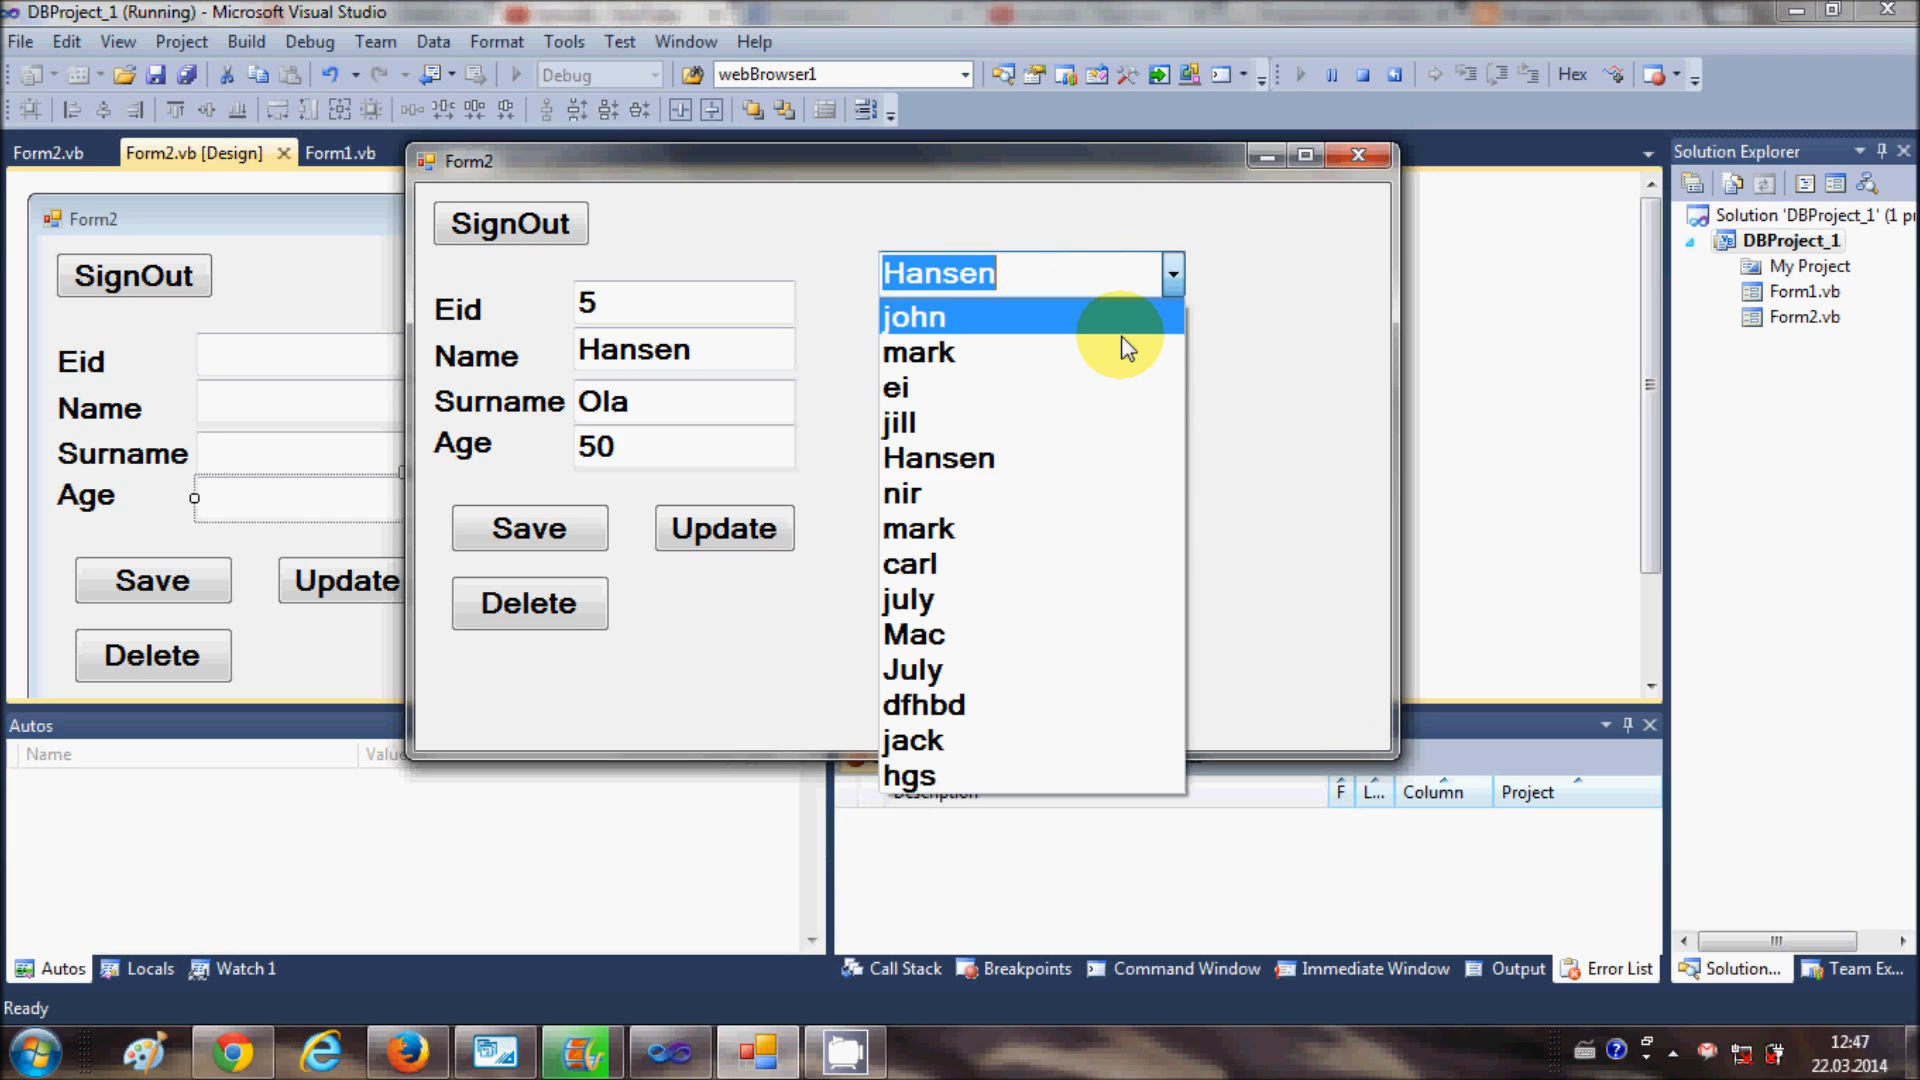 DBProject_1 (Running) - Microsoft Visual Studio
File Edit View Project Build Debug Team Data Format Tools Test Window Help
Debug webBrowser1 Hex
Form2.vb Form2.vb [Design] Form1.vb
Form2
SignOut
Eid
Name
Surname
Age
Save Update
Delete
Form2
SignOut
Eid 5
Name Hansen
Surname Ola
Age 50
Save Update
Delete
Hansen
john
mark
ei
jill
Hansen
nir
mark
carl
july
Mac
July
dfhbd
jack
hgs
Solution Explorer
Solution 'DBProject_1' (1 pr
DBProject_1
My Project
Form1.vb
Form2.vb
Autos
Name Value
Description F L... Column Project
Autos Locals Watch 1
Call Stack Breakpoints Command Window Immediate Window Output Error List
Solution... Team Ex...
Ready
12:47
22.03.2014